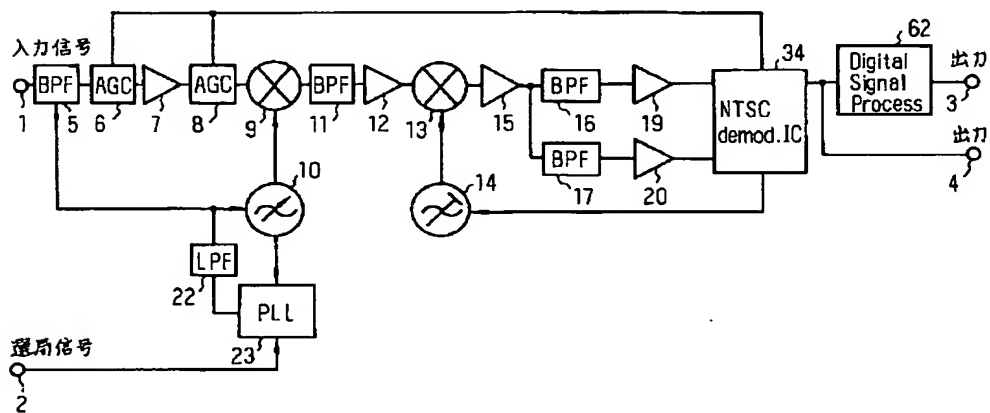 62
入力信号
34
出力
BPF
AGC
AGC
BPF
BPF
NTSC
demod.IC
Digital
Signal
Process
1
5
6
7
8
9
11
12
13
15
16
19
3
出力
10
14
BPF
17
20
4
LPF
22
PLL
23
選局信号
2